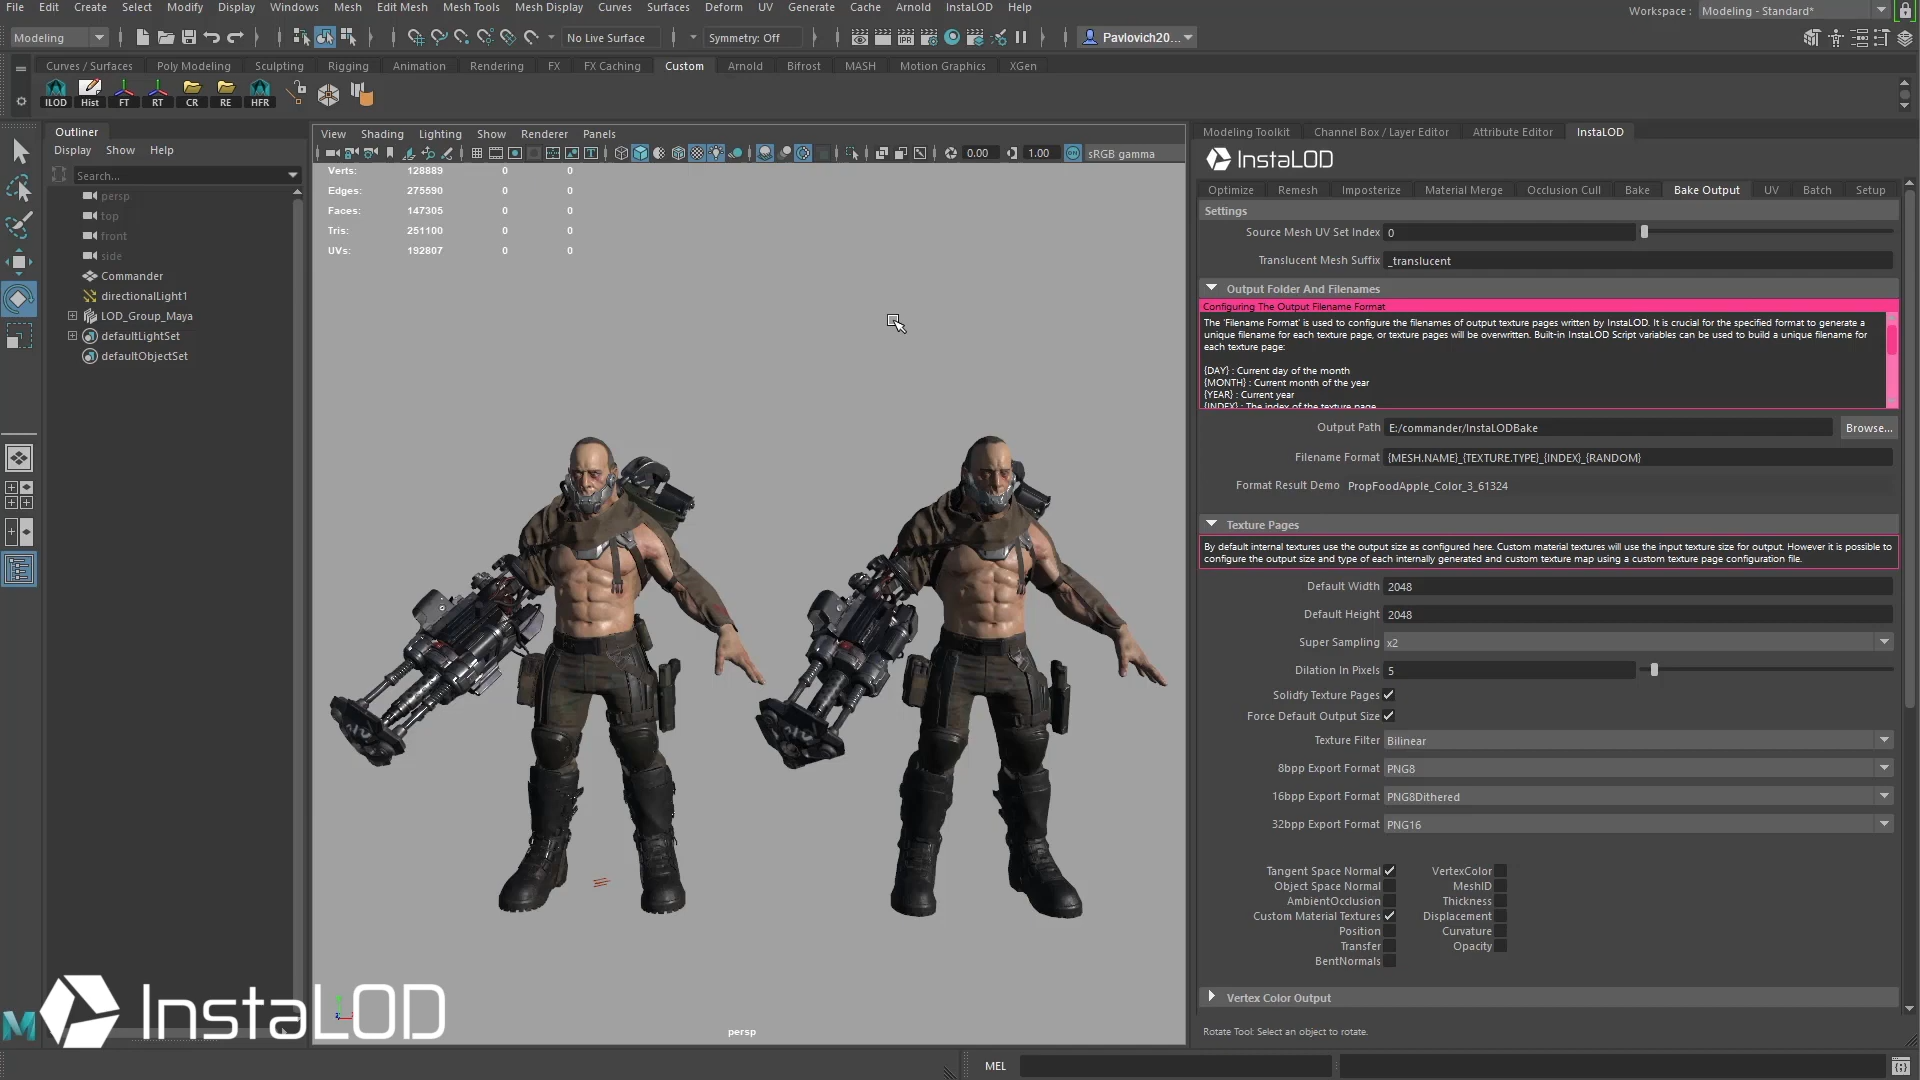 File Edit Create Select Modify Display Windows Mesh Edit Mesh Mesh Tools Mesh Display Curves Surfaces Deform UV Generate Cache Arnold InstaLOD Help
Workspace : Modeling - Standard*
Modeling No Live Surface Symmetry: Off IPR Pavlovich20...
Curves / Surfaces Poly Modeling Sculpting Rigging Animation Rendering FX FX Caching Custom Arnold Bifrost MASH Motion Graphics XGen
ILOD Hist FT RT CR RE HFR
Outliner
Display Show Help
Search...
persp
top
front
side
Commander
directionalLight1
LOD_Group_Maya
defaultLightSet
defaultObjectSet
View Shading Lighting Show Renderer Panels
0.00 1.00 sRGB gamma
Verts: 128889 0 0
Edges: 275590 0 0
Faces: 147305 0 0
Tris: 251100 0 0
UVs: 192807 0 0
persp
Modeling Toolkit Channel Box / Layer Editor Attribute Editor InstaLOD
InstaLOD
Optimize Remesh Imposterize Material Merge Occlusion Cull Bake Bake Output UV Batch Setup
Settings
Source Mesh UV Set Index 0
Translucent Mesh Suffix _translucent
Output Folder And Filenames
Configuring The Output Filename Format
The 'Filename Format' is used to configure the filenames of output texture pages written by InstaLOD. It is crucial for the specified format to generate a
unique filename for each texture page, or texture pages will be overwritten. Built-in InstaLOD Script variables can be used to build a unique filename for
each texture page:
{DAY} : Current day of the month
{MONTH} : Current month of the year
{YEAR} : Current year
{INDEX} : The index of the texture page
Output Path E:/commander/InstaLODBake Browse...
Filename Format {MESH.NAME}_{TEXTURE.TYPE}_{INDEX}_{RANDOM}
Format Result Demo PropFoodApple_Color_3_61324
Texture Pages
By default internal textures use the output size as configured here. Custom material textures will use the input texture size for output. However it is possible to
configure the output size and type of each internally generated and custom texture map using a custom texture page configuration file.
Default Width 2048
Default Height 2048
Super Sampling x2
Dilation In Pixels 5
Solidfy Texture Pages
Force Default Output Size
Texture Filter Bilinear
8bpp Export Format PNG8
16bpp Export Format PNG8Dithered
32bpp Export Format PNG16
Tangent Space Normal VertexColor
Object Space Normal MeshID
AmbientOcclusion Thickness
Custom Material Textures Displacement
Position Curvature
Transfer Opacity
BentNormals
Vertex Color Output
Rotate Tool: Select an object to rotate.
M InstaLOD
MEL